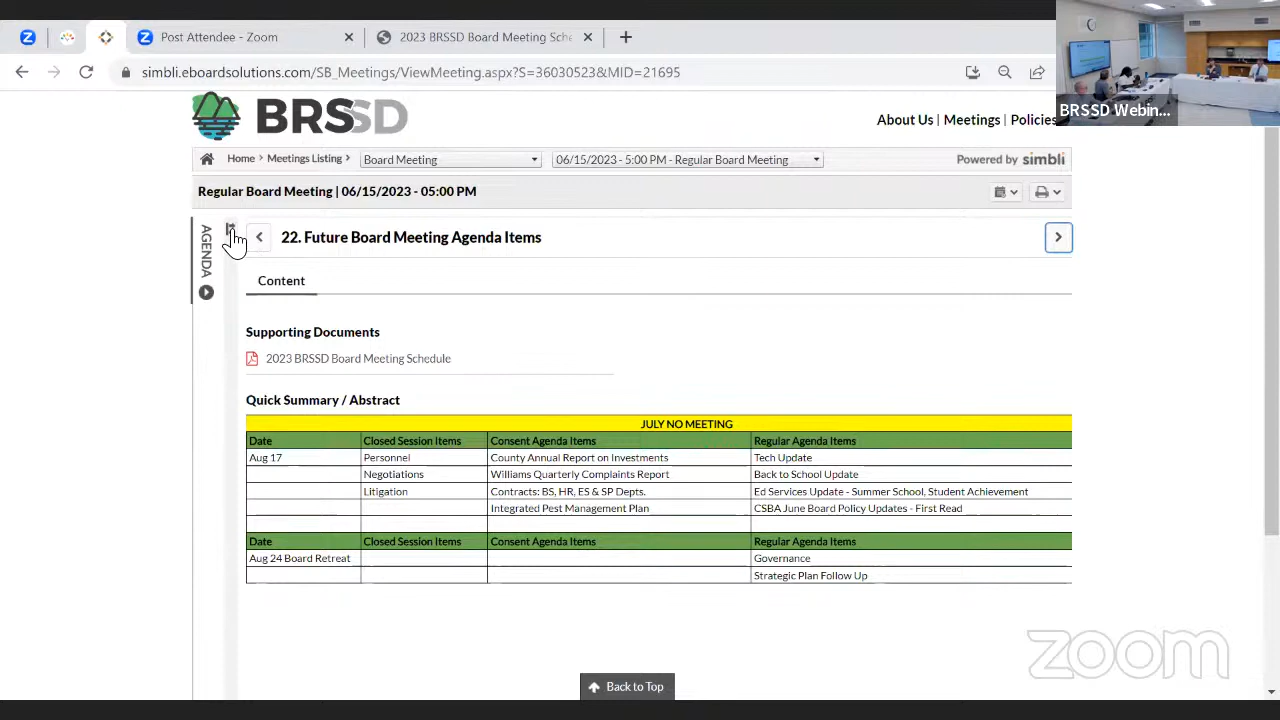 Post Attendee - Zoom
2023 BRSSD Board Meeting Sche
simbli.eboardsolutions.com/SB_Meetings/ViewMeeting.aspx?S=36030523&MID=21695
BRSSD Webin...
BRSSD
About Us | Meetings | Policies
Home > Meetings Listing >
Board Meeting
06/15/2023 - 5:00 PM - Regular Board Meeting
Powered by simbli
Regular Board Meeting | 06/15/2023 - 05:00 PM
AGENDA
22. Future Board Meeting Agenda Items
Content
Supporting Documents
2023 BRSSD Board Meeting Schedule
Quick Summary / Abstract
JULY NO MEETING
Date Closed Session Items Consent Agenda Items Regular Agenda Items
Aug 17 Personnel County Annual Report on Investments Tech Update
Negotiations Williams Quarterly Complaints Report Back to School Update
Litigation Contracts: BS, HR, ES & SP Depts. Ed Services Update - Summer School, Student Achievement
Integrated Pest Management Plan CSBA June Board Policy Updates - First Read
Date Closed Session Items Consent Agenda Items Regular Agenda Items
Aug 24 Board Retreat Governance
Strategic Plan Follow Up
zoom
Back to Top